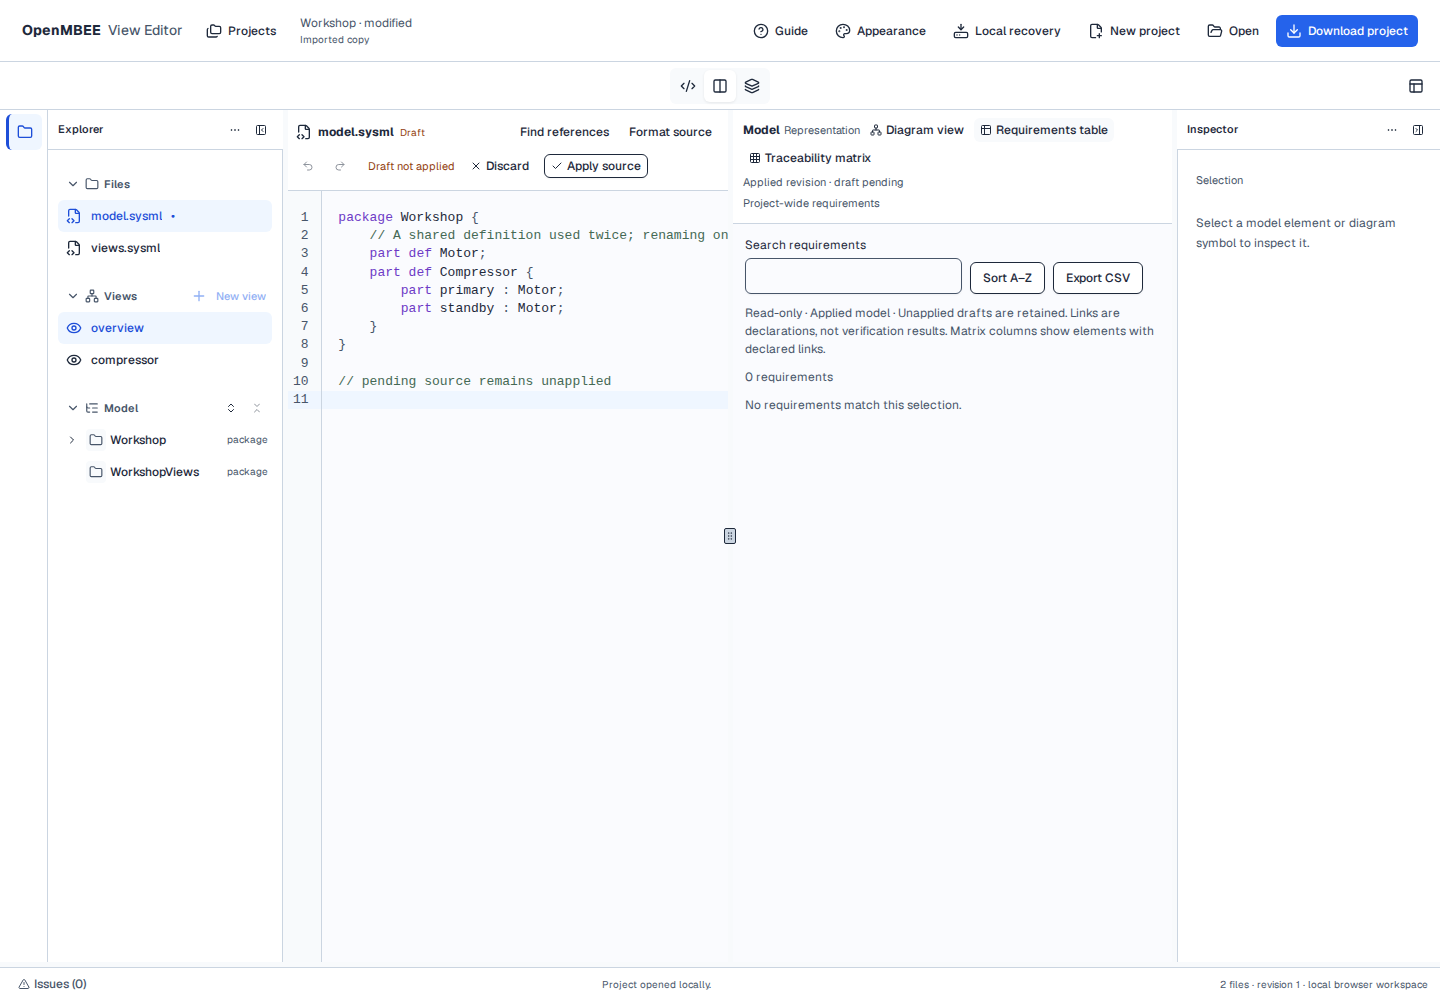 OpenMBEE View Editor Projects Workshop · modified Guide Appearance Local recovery New project Open Download project
Imported copy
Explorer
Files
model.sysml •
views.sysml
Views New view
overview
compressor
Model
Workshop package
WorkshopViews package
model.sysml Draft Find references Format source
Draft not applied Discard Apply source
1 package Workshop {
2 // A shared definition used twice; renaming on
3 part def Motor;
4 part def Compressor {
5 part primary : Motor;
6 part standby : Motor;
7 }
8 }
9
10 // pending source remains unapplied
11
Model Representation Diagram view Requirements table
Traceability matrix
Applied revision · draft pending
Project-wide requirements
Search requirements
Sort A–Z Export CSV
Read-only · Applied model · Unapplied drafts are retained. Links are
declarations, not verification results. Matrix columns show elements with
declared links.
0 requirements
No requirements match this selection.
Inspector
Selection
Select a model element or diagram
symbol to inspect it.
Issues (0) Project opened locally. 2 files · revision 1 · local browser workspace